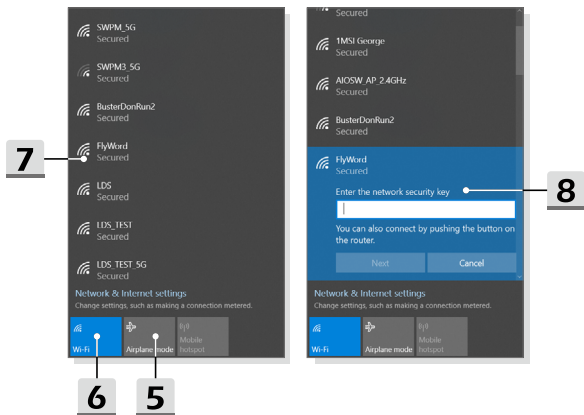 SWPM_5G
Secured
SWPM3_5G
Secured
BusterDonRun2
Secured
FlyWord
Secured
LDS
Secured
LDS_TEST
Secured
LDS_TEST_5G
Secured
Network & Internet settings
Change settings, such as making a connection metered.
Wi-Fi
Airplane mode
Mobile
hotspot
7
6
5
Secured
1MSI George
Secured
AIOSW_AP_2.4GHz
Secured
BusterDonRun2
Secured
FlyWord
Secured
Enter the network security key
You can also connect by pushing the button on
the router.
Next
Cancel
Network & Internet settings
Change settings, such as making a connection metered.
Wi-Fi
Airplane mode
Mobile
hotspot
8